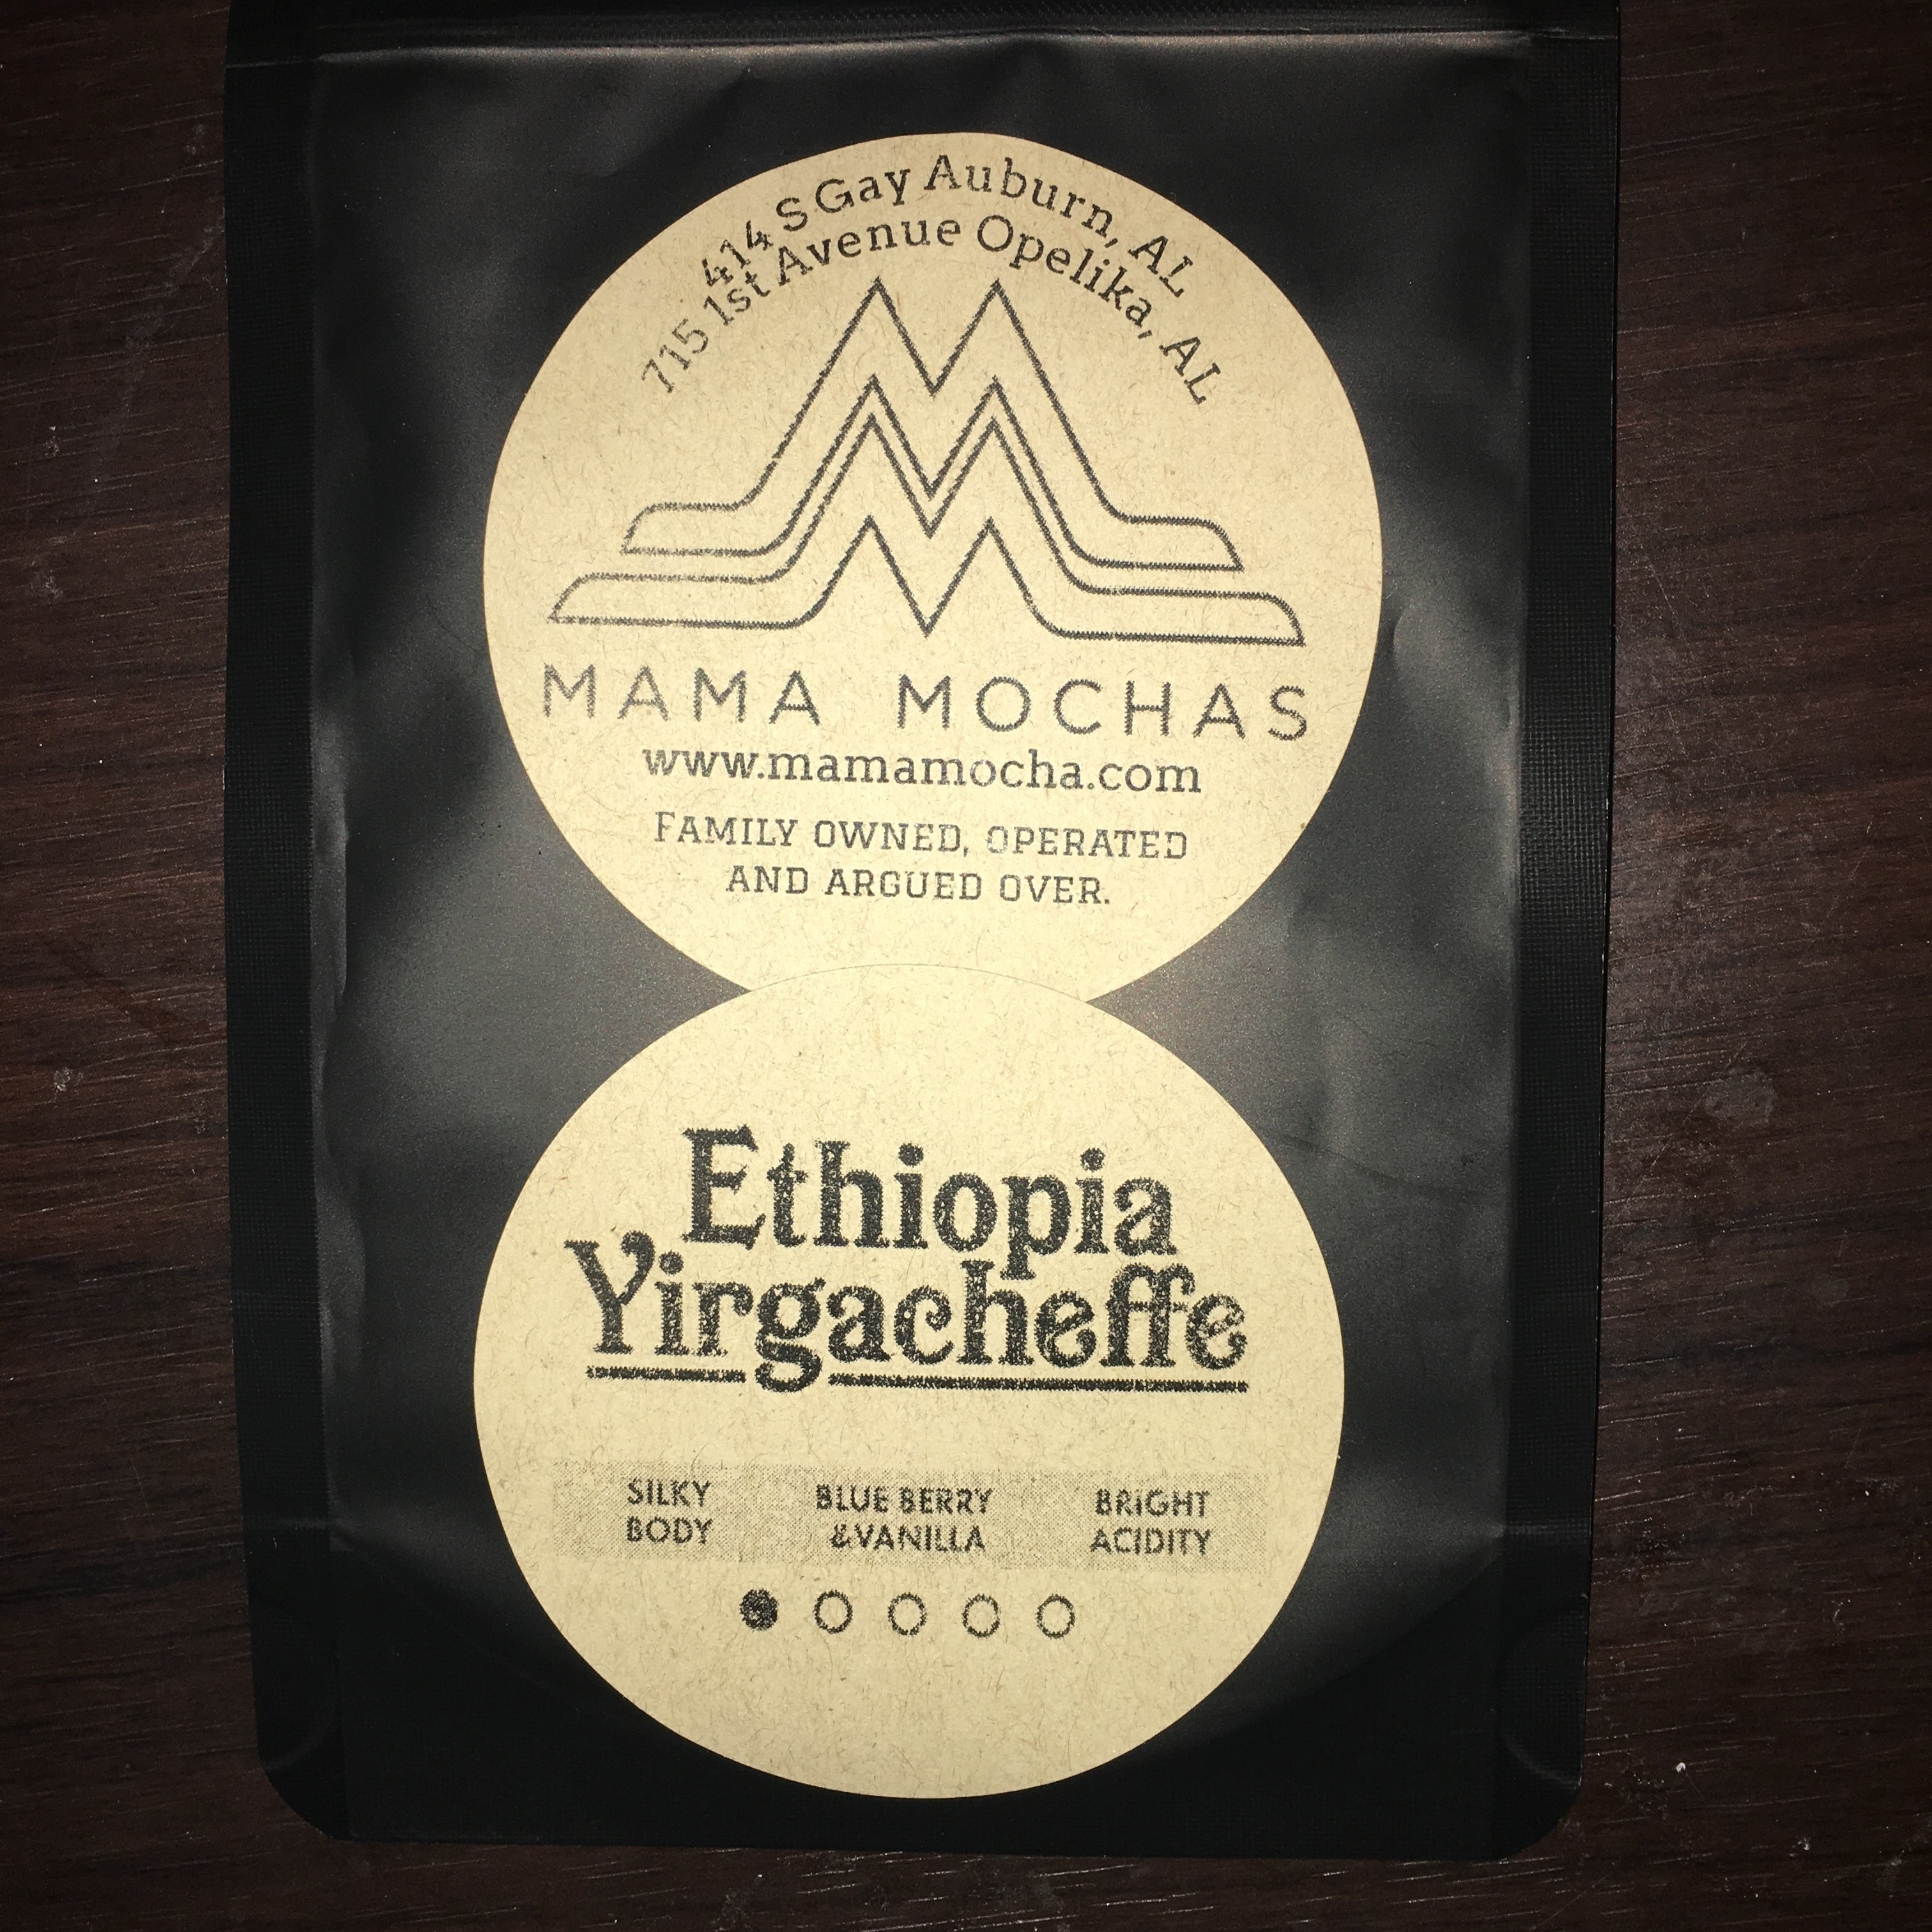 414 S Gay Auburn, AL
715 1st Avenue Opelika, AL
MAMA MOCHAS
www.mamamocha.com
FAMILY OWNED, OPERATED
AND ARGUED OVER.
Ethiopia
Yirgacheffe
SILKY
BODY
BLUE BERRY
&VANILLA
BRIGHT
ACIDITY